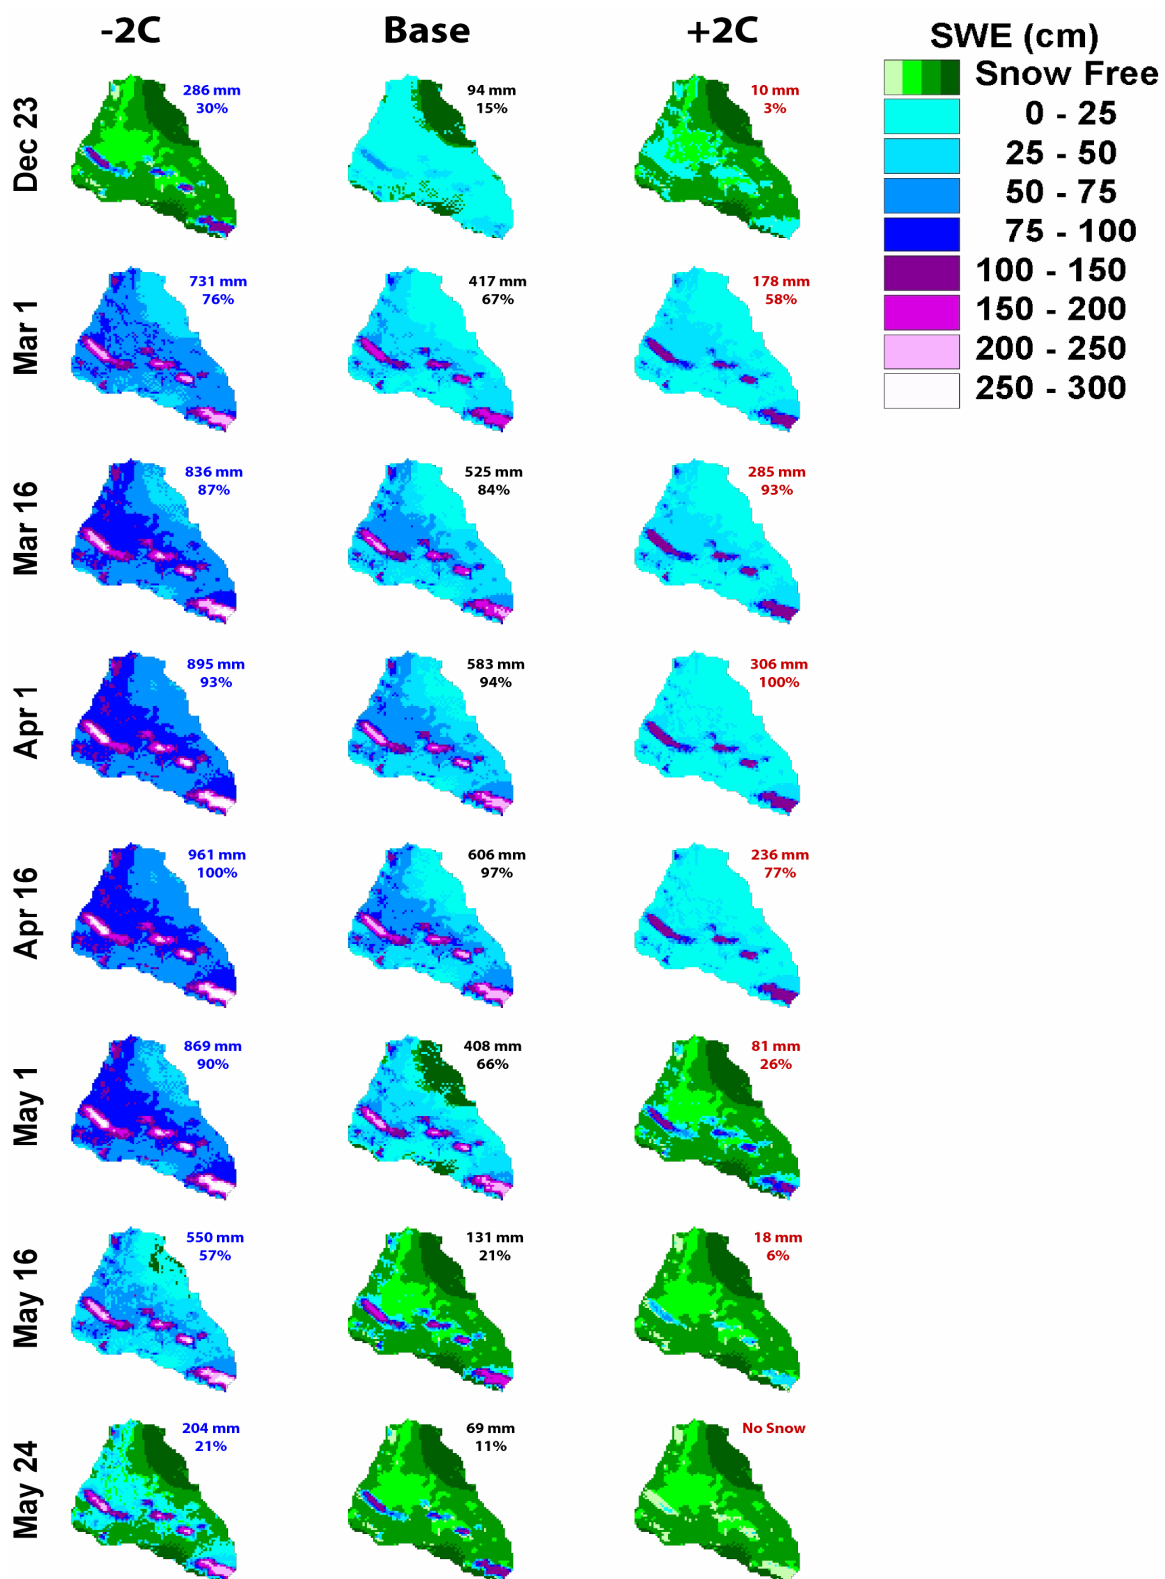 -2C Base +2C
SWE (cm)
Snow Free
0 - 25
25 - 50
50 - 75
75 - 100
100 - 150
150 - 200
200 - 250
250 - 300
Dec 23
286 mm
30%
94 mm
15%
10 mm
3%
Mar 1
731 mm
76%
417 mm
67%
178 mm
58%
Mar 16
836 mm
87%
525 mm
84%
285 mm
93%
Apr 1
895 mm
93%
583 mm
94%
306 mm
100%
Apr 16
961 mm
100%
606 mm
97%
236 mm
77%
May 1
869 mm
90%
408 mm
66%
81 mm
26%
May 16
550 mm
57%
131 mm
21%
18 mm
6%
May 24
204 mm
21%
69 mm
11%
No Snow